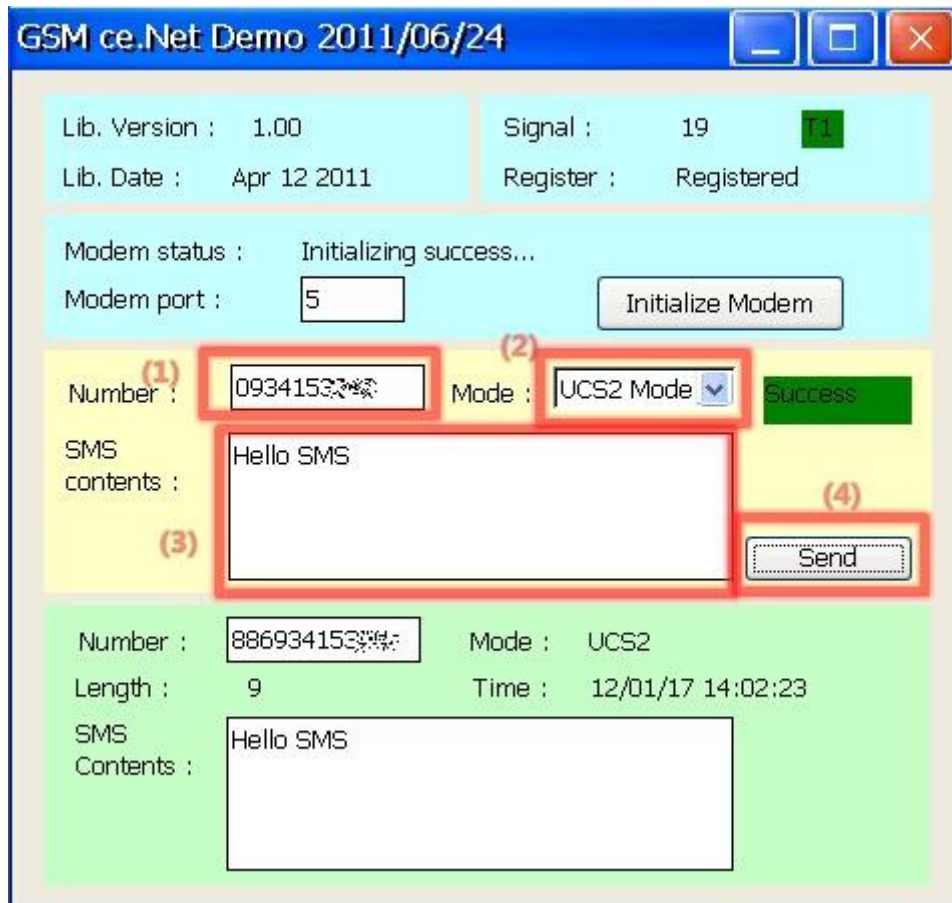 GSM ce.Net Demo 2011/06/24
Lib. Version : 1.00
Lib. Date : Apr 12 2011
Signal : 19 T1
Register : Registered
Modem status : Initializing success...
Modem port : 5 Initialize Modem
(1) (2)
Number : Mode : UCS2 Mode Success
SMS
contents : Hello SMS
(3) (4)
Send
Number : Mode : UCS2
Length : 9 Time : 12/01/17 14:02:23
SMS
Contents : Hello SMS